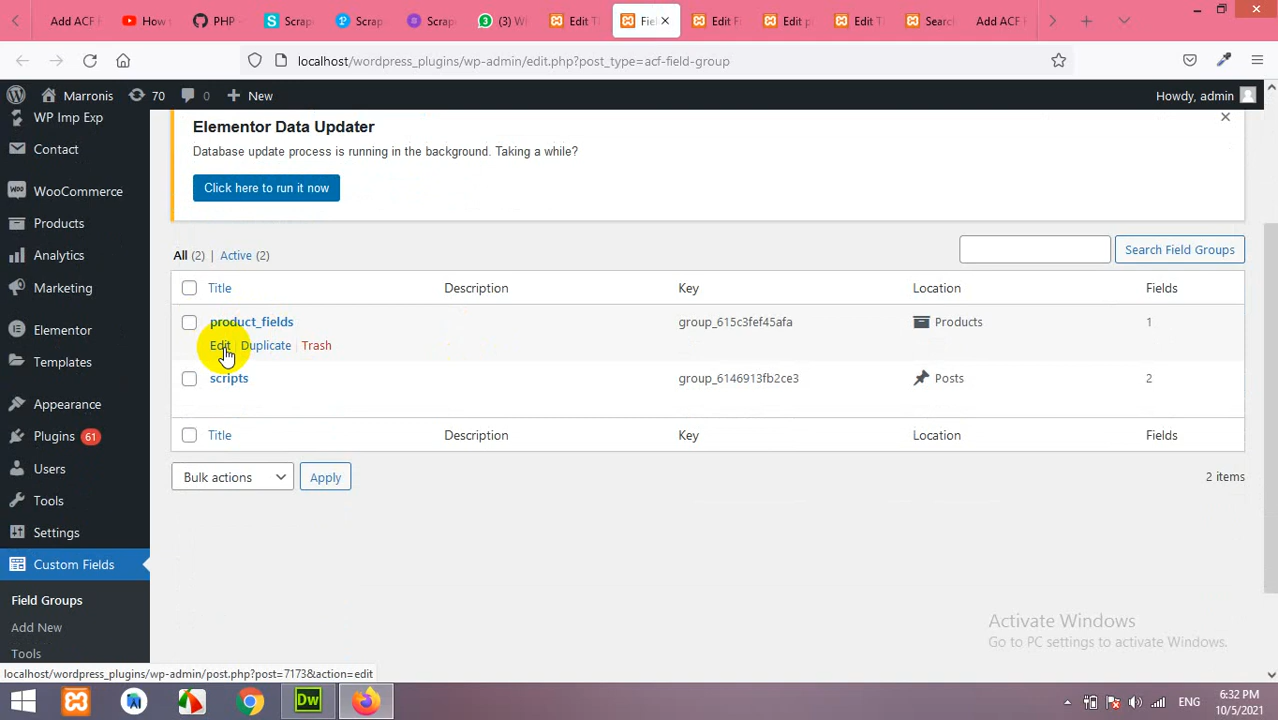 Add ACF
How s
PHP -
Scrap
Scrap
Scrap
Wi
Edit T
Fiel
Edit F
Edit p
Edit T
Searc
Add ACF F
localhost/wordpress_plugins/wp-admin/edit.php?post_type=acf-field-group
Marronis
70
0
New
Howdy, admin
WP Imp Exp
Contact
WooCommerce
Products
Analytics
Marketing
Elementor
Templates
Appearance
Plugins 61
Users
Tools
Settings
Custom Fields
Field Groups
Add New
Tools
Elementor Data Updater
Database update process is running in the background. Taking a while?
Click here to run it now
All (2) | Active (2)
Search Field Groups
Title Description Key Location Fields
product_fields group_615c3fef45afa Products 1
Edit | Duplicate | Trash
scripts group_6146913fb2ce3 Posts 2
Title Description Key Location Fields
Bulk actions Apply 2 items
Activate Windows
Go to PC settings to activate Windows.
localhost/wordpress_plugins/wp-admin/post.php?post=7173&action=edit
Dw
ENG
6:32 PM
10/5/2021